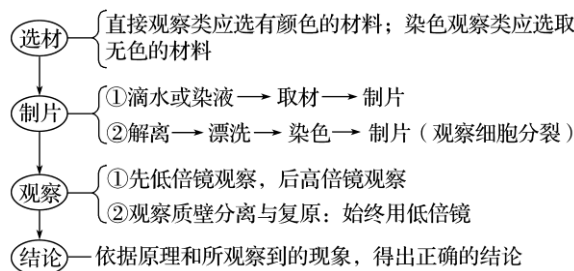 选材
直接观察类应选有颜色的材料；染色观察类应选取
无色的材料
制片
①滴水或染液→取材→制片
②解离→漂洗→染色→制片（观察细胞分裂）
观察
①先低倍镜观察，后高倍镜观察
②观察质壁分离与复原：始终用低倍镜
结论
依据原理和所观察到的现象，得出正确的结论